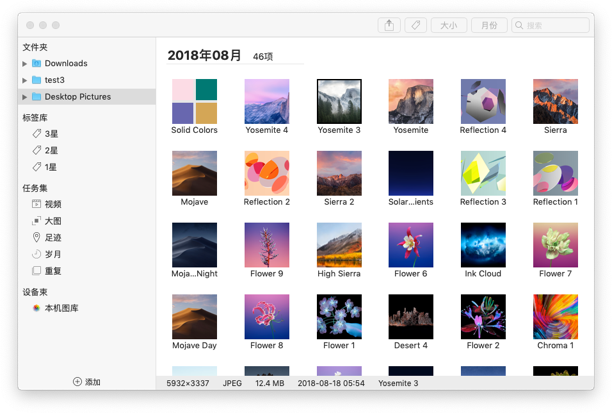 大小
月份
搜索
文件夹
Downloads
test3
Desktop Pictures
标签库
3星
2星
1星
任务集
视频
大图
足迹
岁月
重复
设备束
本机图库
添加
2018年08月 46项
Solid Colors
Yosemite 4
Yosemite 3
Yosemite
Reflection 4
Sierra
Mojave
Reflection 2
Sierra 2
Solar...ients
Reflection 3
Reflection 1
Moja...Night
Flower 9
High Sierra
Flower 6
Ink Cloud
Flower 7
Mojave Day
Flower 8
Flower 1
Desert 4
Flower 2
Chroma 1
5932×3337 JPEG 12.4 MB 2018-08-18 05:54 Yosemite 3